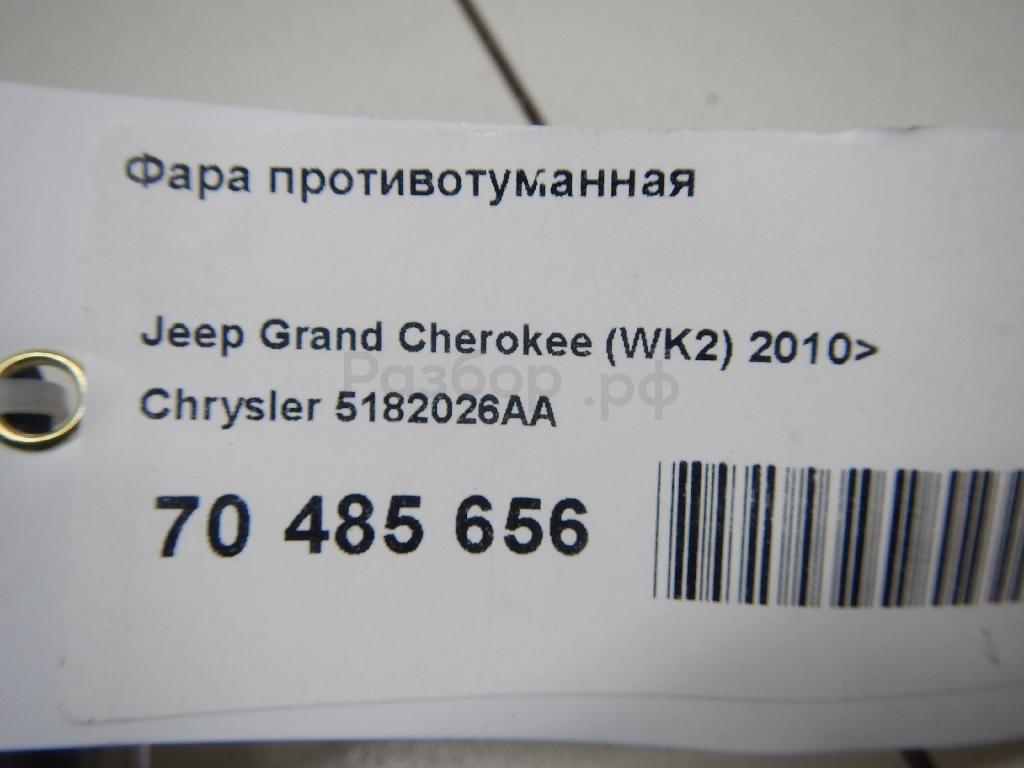 Фара противотуманная
Jeep Grand Cherokee (WK2) 2010>
Разбор.рф
Chrysler 5182026AA
70 485 656